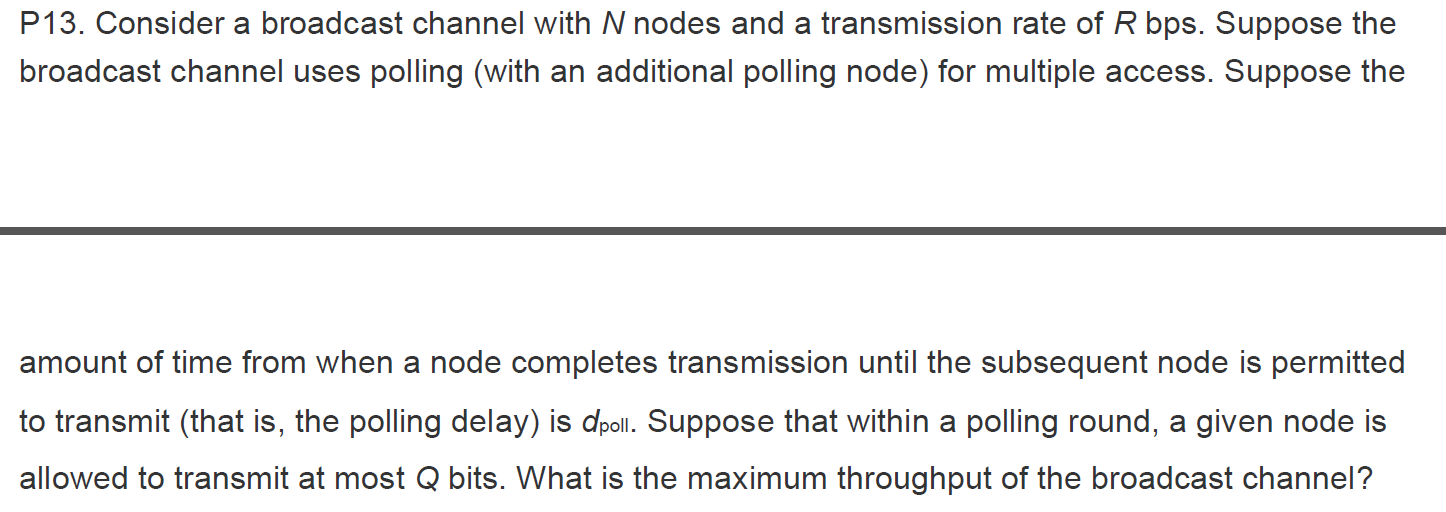 P13. Consider a broadcast channel with N nodes and a transmission rate of R bps. Suppose the
broadcast channel uses polling (with an additional polling node) for multiple access. Suppose the
amount of time from when a node completes transmission until the subsequent node is permitted
to transmit (that is, the polling delay) is dpoll. Suppose that within a polling round, a given node is
allowed to transmit at most Q bits. What is the maximum throughput of the broadcast channel?